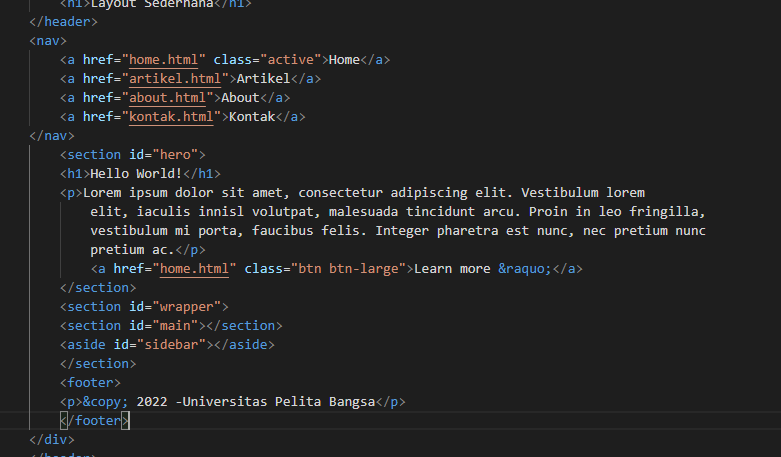 <h1>Layout Sederhana</h1>
</header>
<nav>
<a href="home.html" class="active">Home</a>
<a href="artikel.html">Artikel</a>
<a href="about.html">About</a>
<a href="kontak.html">Kontak</a>
</nav>
<section id="hero">
<h1>Hello World!</h1>
<p>Lorem ipsum dolor sit amet, consectetur adipiscing elit. Vestibulum lorem
elit, iaculis innisl volutpat, malesuada tincidunt arcu. Proin in leo fringilla,
vestibulum mi porta, faucibus felis. Integer pharetra est nunc, nec pretium nunc
pretium ac.</p>
<a href="home.html" class="btn btn-large">Learn more &raquo;</a>
</section>
<section id="wrapper">
<section id="main"></section>
<aside id="sidebar"></aside>
</section>
<footer>
<p>&copy; 2022 -Universitas Pelita Bangsa</p>
</footer>
</div>
</header>